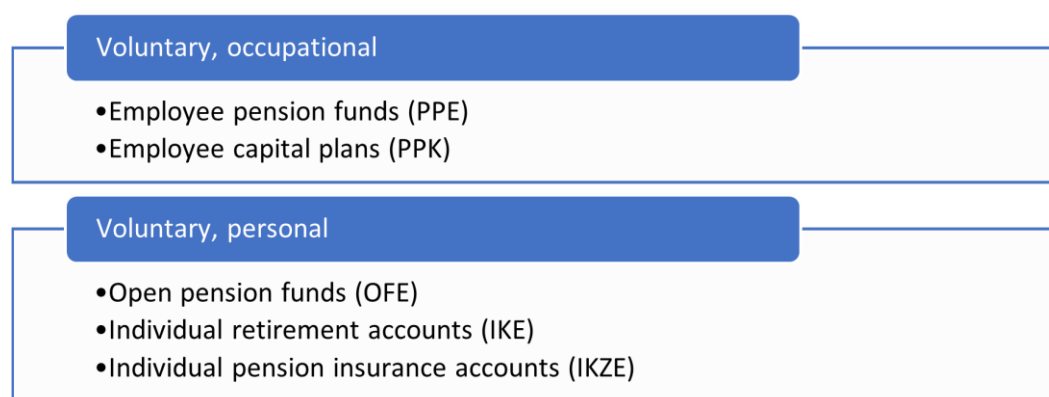 Voluntary, occupational
•Employee pension funds (PPE)
•Employee capital plans (PPK)
Voluntary, personal
•Open pension funds (OFE)
•Individual retirement accounts (IKE)
•Individual pension insurance accounts (IKZE)